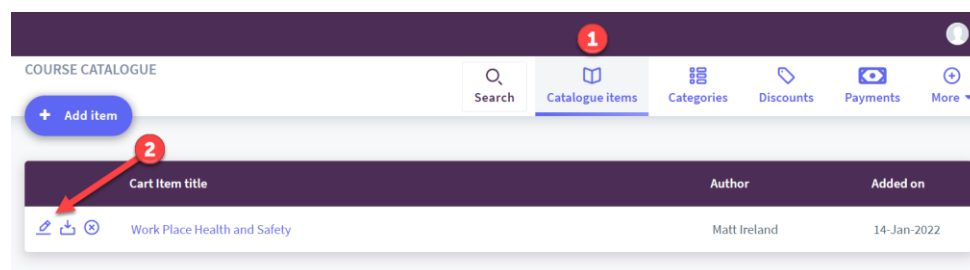 1
COURSE CATALOGUE
Search
Catalogue items
Categories
Discounts
Payments
More
+ Add item
2
Cart Item title
Author
Added on
Work Place Health and Safety
Matt Ireland
14-Jan-2022